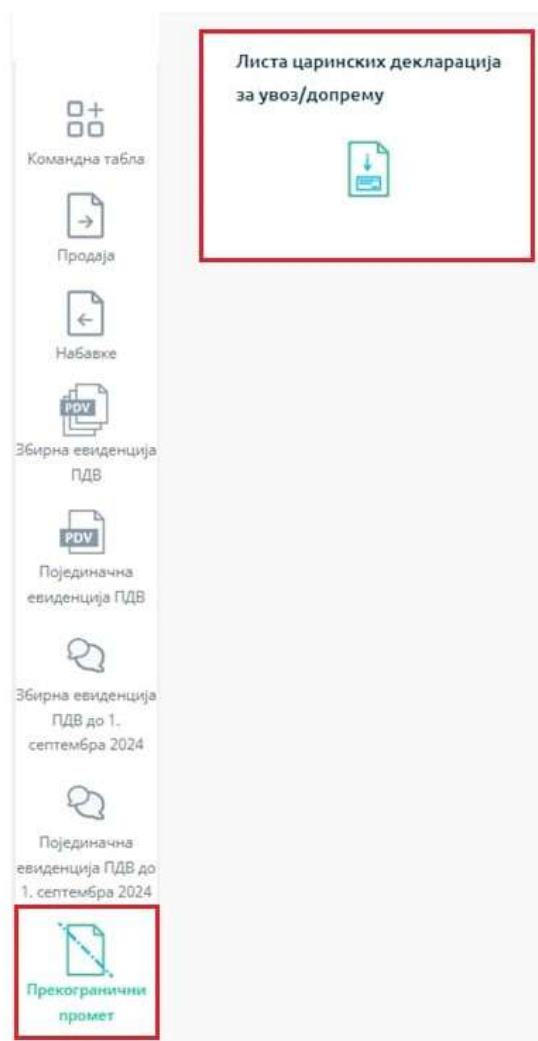 Листа царинских декларација
за увоз/допрему
Командна табла
Продаја
Набавке
PDV
Збирна евиденција
ПДВ
PDV
Појединачна
евиденција ПДВ
Збирна евиденција
ПДВ до 1.
септембра 2024
Појединачна
евиденција ПДВ до
1. септембра 2024
Прекогранични
промет